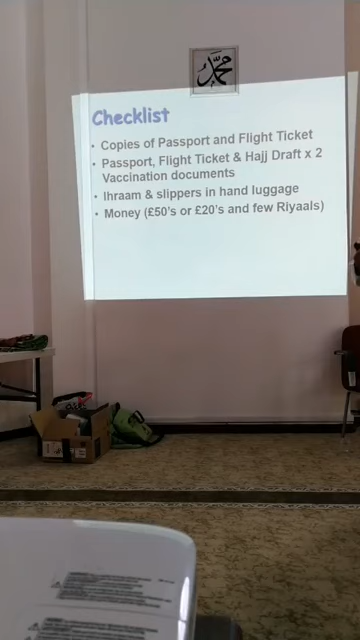 محمد
Checklist
• Copies of Passport and Flight Ticket
• Passport, Flight Ticket & Hajj Draft x 2
Vaccination documents
• Ihraam & slippers in hand luggage
• Money (£50's or £20's and few Riyaals)